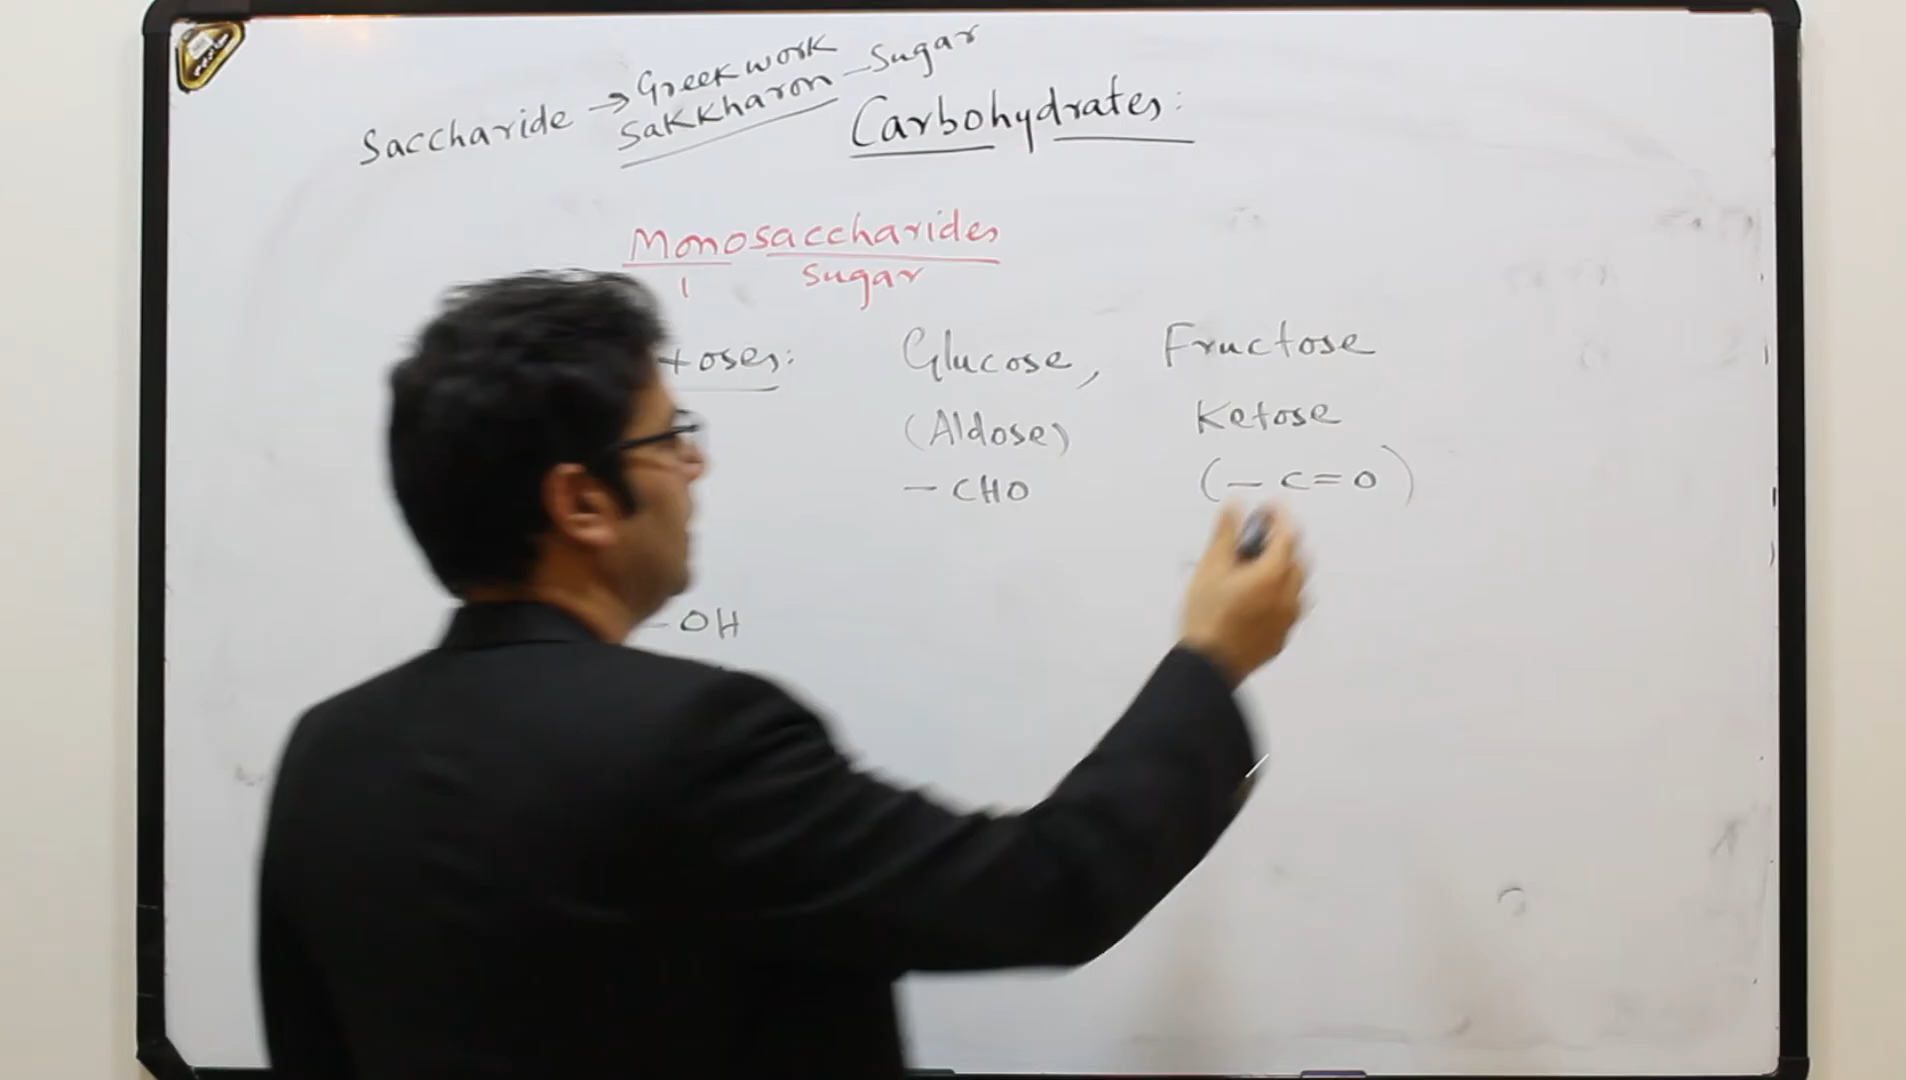 Saccharide → Greek work
Sakkharon - Sugar
Carbohydrates:
Monosaccharides
1 sugar
toses:
Glucose, Fructose
(Aldose) Ketose
- CHO (- C=O)
- OH